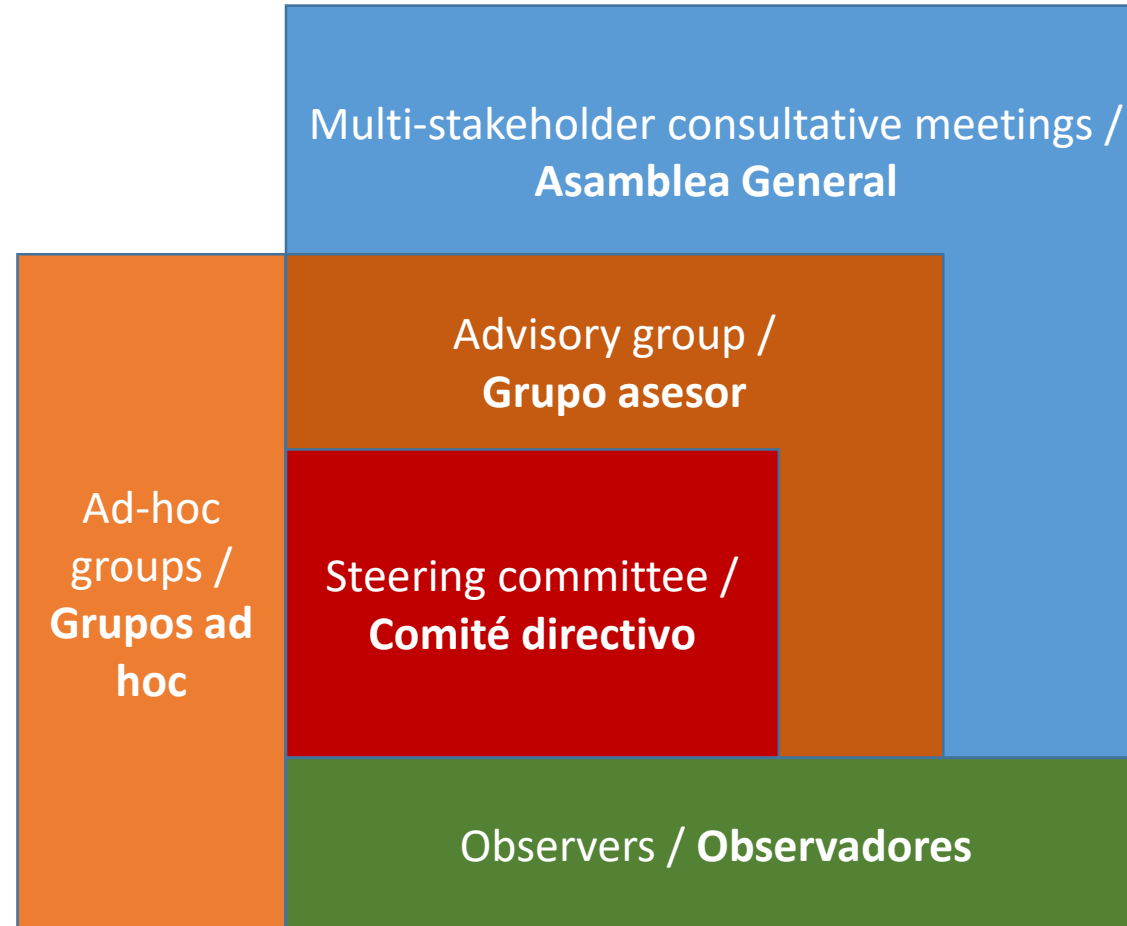 Multi-stakeholder consultative meetings /
Asamblea General
Advisory group /
Grupo asesor
Ad-hoc
groups /
Grupos ad
hoc
Steering committee /
Comité directivo
Observers / Observadores